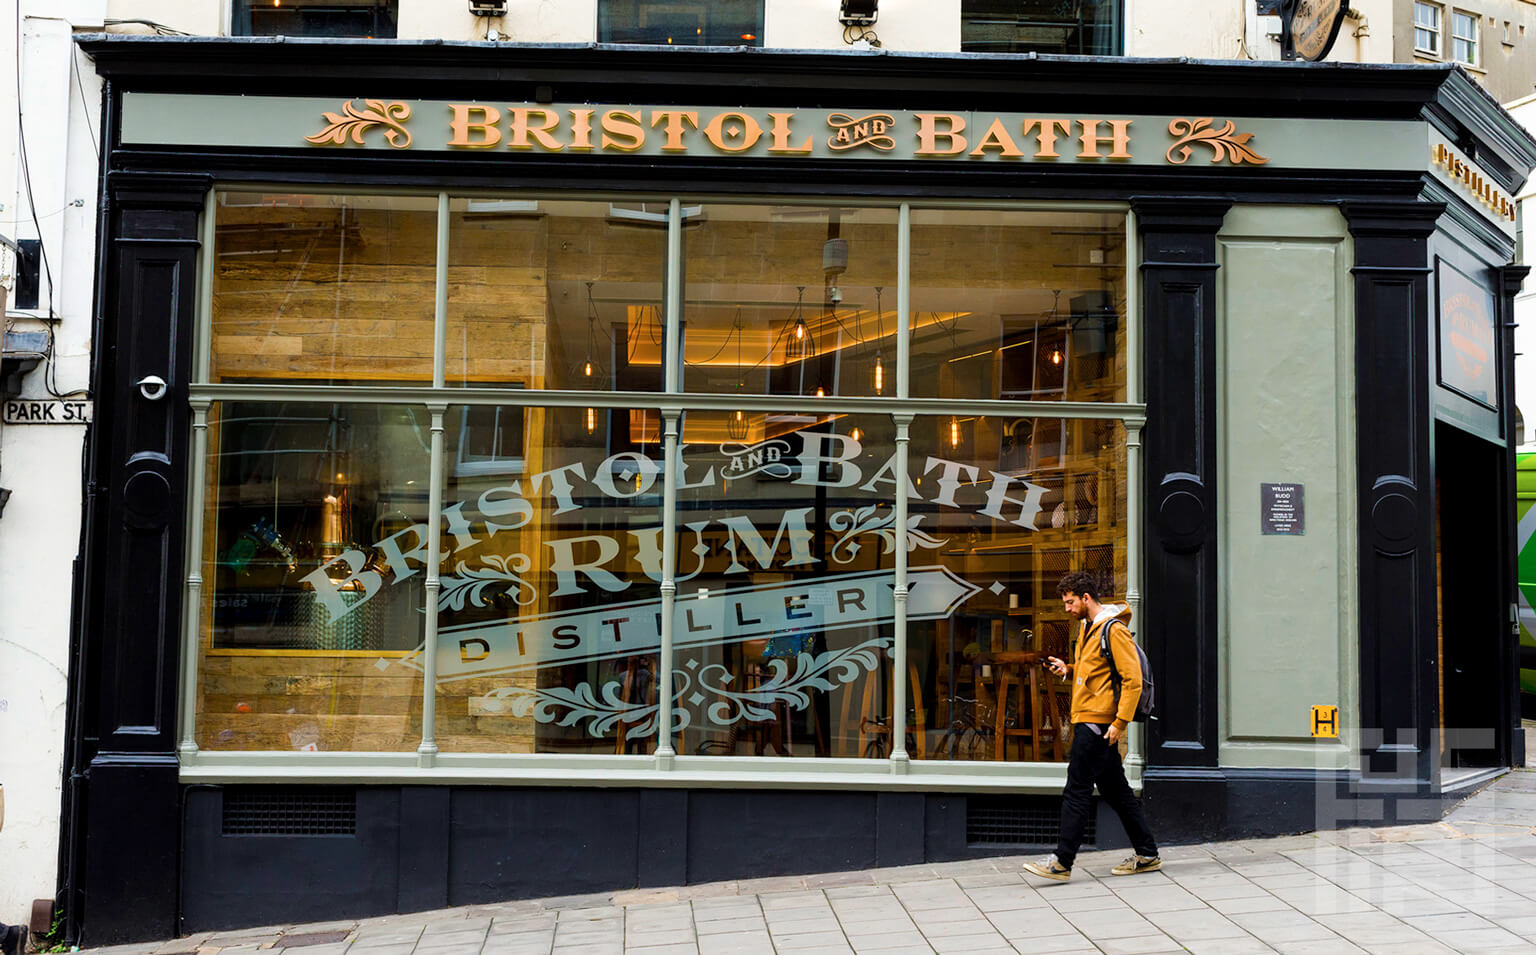 BRISTOL AND BATH
DISTILLERY
PARK ST.
BRISTOL AND BATH
RUM
DISTILLERY
WILLIAM
BUDD
H